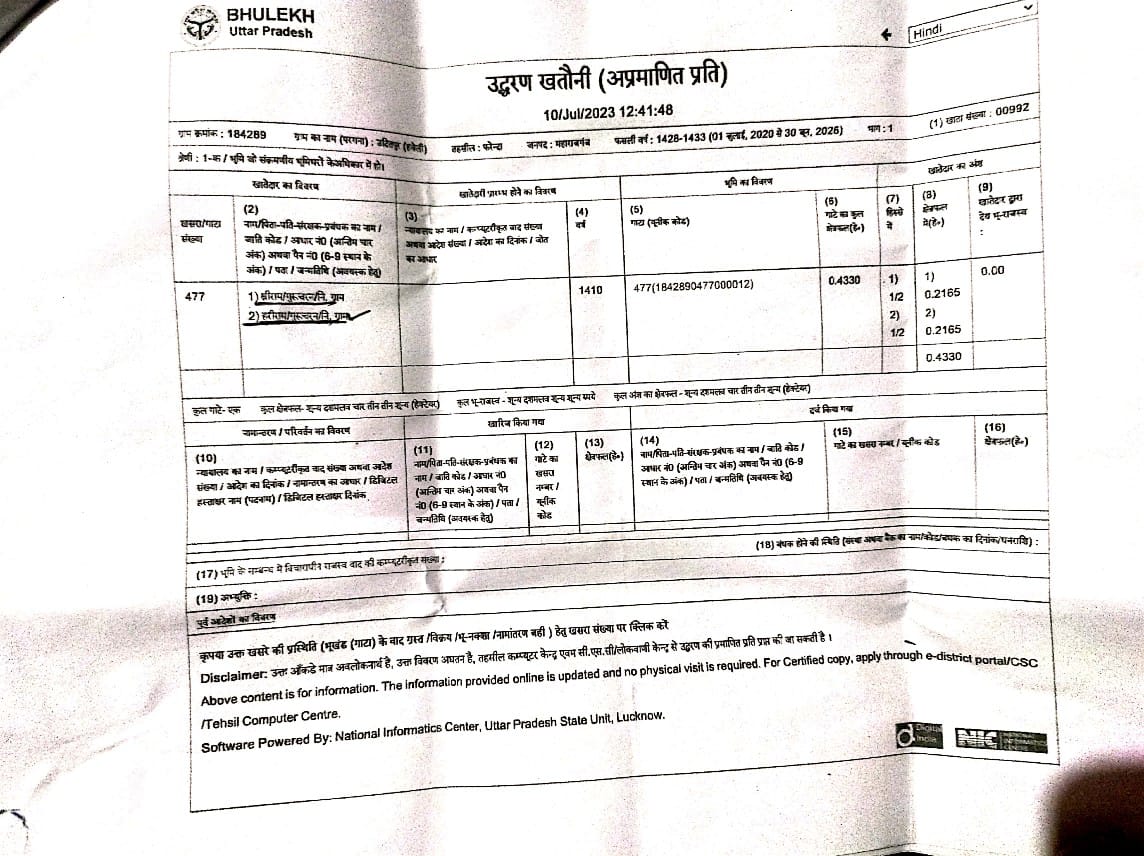 BHULEKH
Uttar Pradesh
Hindi
उद्धरण खतौनी (अप्रमाणित प्रति)
10/Jul/2023 12:41:48
ग्राम क्रमांक : 184289 ग्राम का नाम (परगना) : उदितपुर (हवेली) तहसील : फरेन्दा जनपद : महाराजगंज फसली वर्ष : 1428-1433 (01 जुलाई, 2020 से 30 जून, 2026) भाग : 1 (1) खाता संख्या : 00992
श्रेणी : 1-क / भूमि जो संक्रमणीय भूमिधरों के अधिकार में हो।
खातेदार का विवरण खातेदारी प्रारम्भ होने का विवरण भूमि का विवरण खातेदार का अंश
खसरा/गाटा संख्या
(2)
नाम/पिता-पति-संरक्षक-प्रबंधक का नाम /
जाति कोड / आधार नं0 (अन्तिम चार
अंक) अथवा पैन नं0 (6-9 स्थान के
अंक) / पता / जन्मतिथि (अवयस्क हेतु)
(3)
न्यायालय का नाम / कम्प्यूटरीकृत वाद संख्या
अथवा आदेश संख्या / आदेश का दिनांक / जोत
का आधार
(4)
वर्ष
(5)
गाटा (यूनीक कोड)
(6)
गाटे का कुल
क्षेत्रफल(हे०)
(7)
हिस्से
में
(8)
क्षेत्रफल
में(हे०)
(9)
खातेदार द्वारा
देय भू-राजस्व
:
477
1) श्रीराम/गुरूचरन/नि. ग्राम
2) हरीराम/गुरूचरन/नि. ग्राम
1410
477(1842890477000012)
0.4330
1)
1/2
2)
1/2
1)
0.2165
2)
0.2165
0.00
0.4330
कुल गाटे- एक कुल क्षेत्रफल- शून्य दशमलव चार तीन तीन शून्य (हेक्टेयर) कुल भू-राजस्व - शून्य दशमलव शून्य शून्य रुपये कुल अंश का क्षेत्रफल - शून्य दशमलव चार तीन तीन शून्य (हेक्टेयर)
नामान्तरण / परिवर्तन का विवरण खारिज किया गया दर्ज किया गया
(10)
न्यायालय का नाम / कम्प्यूटरीकृत वाद संख्या अथवा आदेश
संख्या / आदेश का दिनांक / नामान्तरण का आधार / डिजिटल
हस्ताक्षर नाम (पदनाम) / डिजिटल हस्ताक्षर दिनांक
(11)
नाम/पिता-पति-संरक्षक-प्रबंधक का
नाम / जाति कोड / आधार नं0
(अन्तिम चार अंक) अथवा पैन
नं0 (6-9 स्थान के अंक) / पता /
जन्मतिथि (अवयस्क हेतु)
(12)
गाटे का
खसरा
नम्बर /
यूनीक
कोड
(13)
क्षेत्रफल(हे०)
(14)
नाम/पिता-पति-संरक्षक-प्रबंधक का नाम / जाति कोड /
आधार नं0 (अन्तिम चार अंक) अथवा पैन नं0 (6-9
स्थान के अंक) / पता / जन्मतिथि (अवयस्क हेतु)
(15)
गाटे का खसरा नम्बर / यूनीक कोड
(16)
क्षेत्रफल(हे०)
(17) भूमि के सम्बन्ध में विचाराधीन राजस्व वाद की कम्प्यूटरीकृत संख्या :
(18) बंधक होने की स्थिति (संस्था अथवा बैंक का नाम/कोड/बंधक का दिनांक/धनराशि) :
(19) अभ्युक्ति :
पूर्व आदेशों का विवरण
कृपया उक्त खसरे की प्रस्थिति (भूखंड (गाटा) के वाद ग्रस्त /विक्रय /भू-नक्शा /नामांतरण बही ) हेतु खसरा संख्या पर क्लिक करें
Disclaimer: उक्त आँकडे मात्र अवलोकनार्थ है, उक्त विवरण अघतन है, तहसील कम्प्यूटर केन्द्र एवम सी.एस.सी/लोकवाणी केन्द्र से उद्धरण की प्रमाणित प्रति प्राप्त की जा सकती है ।
Above content is for information. The information provided online is updated and no physical visit is required. For Certified copy, apply through e-district portal/CSC
/Tehsil Computer Centre.
Software Powered By: National Informatics Center, Uttar Pradesh State Unit, Lucknow.
Digital India NIC NATIONAL INFORMATICS CENTRE